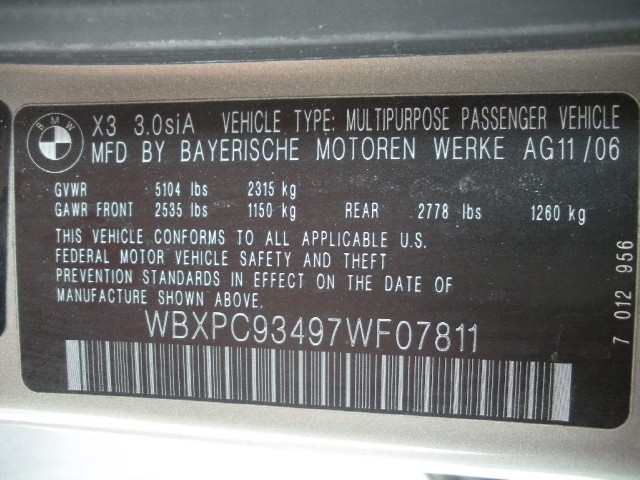 BMW
X3 3.0siA VEHICLE TYPE: MULTIPURPOSE PASSENGER VEHICLE
MFD BY BAYERISCHE MOTOREN WERKE AG11/06
GVWR 5104 lbs 2315 kg
GAWR FRONT 2535 lbs 1150 kg REAR 2778 lbs 1260 kg
THIS VEHICLE CONFORMS TO ALL APPLICABLE U.S.
FEDERAL MOTOR VEHICLE SAFETY AND THEFT
PREVENTION STANDARDS IN EFFECT ON THE DATE OF
MANUFACTURE SHOWN ABOVE.
WBXPC93497WF07811
7 012 956